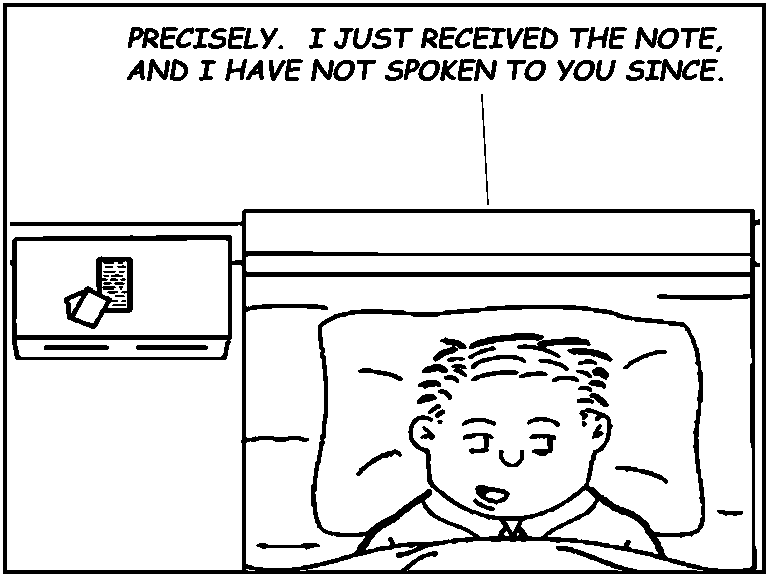 PRECISELY.  I JUST RECEIVED THE NOTE,
AND I HAVE NOT SPOKEN TO YOU SINCE.